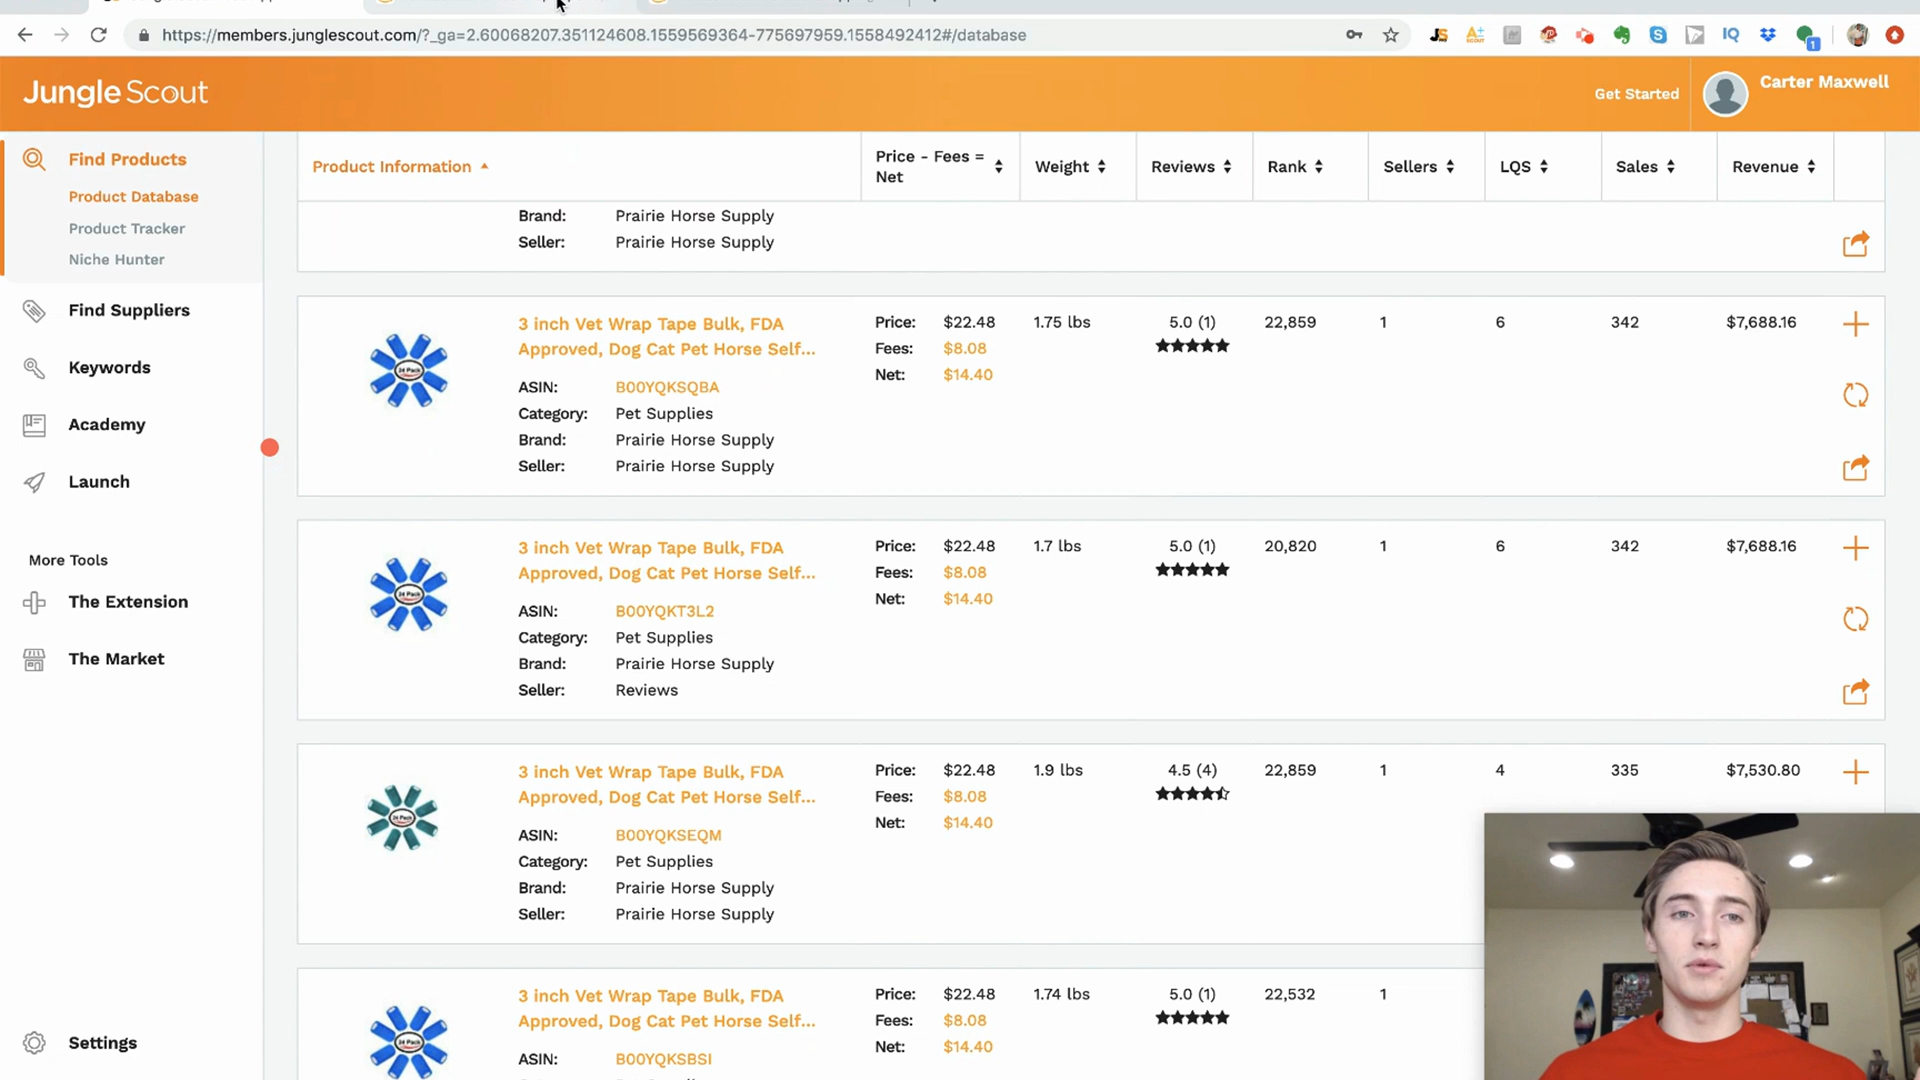 https://members.junglescout.com/?_ga=2.60068207.351124608.1559569364-775697959.1558492412#/database
JS
A+
IQ
1
Jungle Scout
Get Started
Carter Maxwell
Find Products
Product Database
Product Tracker
Niche Hunter
Find Suppliers
Keywords
Academy
Launch
More Tools
The Extension
The Market
Settings
Product Information
Price - Fees = Net
Weight
Reviews
Rank
Sellers
LQS
Sales
Revenue
Brand: Prairie Horse Supply
Seller: Prairie Horse Supply
24 Pack
3 inch Vet Wrap Tape Bulk, FDA
Approved, Dog Cat Pet Horse Self...
ASIN: B00YQKSQBA
Category: Pet Supplies
Brand: Prairie Horse Supply
Seller: Prairie Horse Supply
Price: $22.48
Fees: $8.08
Net: $14.40
1.75 lbs
5.0 (1)
22,859
1
6
342
$7,688.16
24 Pack
3 inch Vet Wrap Tape Bulk, FDA
Approved, Dog Cat Pet Horse Self...
ASIN: B00YQKT3L2
Category: Pet Supplies
Brand: Prairie Horse Supply
Seller: Reviews
Price: $22.48
Fees: $8.08
Net: $14.40
1.7 lbs
5.0 (1)
20,820
1
6
342
$7,688.16
24 Pack
3 inch Vet Wrap Tape Bulk, FDA
Approved, Dog Cat Pet Horse Self...
ASIN: B00YQKSEQM
Category: Pet Supplies
Brand: Prairie Horse Supply
Seller: Prairie Horse Supply
Price: $22.48
Fees: $8.08
Net: $14.40
1.9 lbs
4.5 (4)
22,859
1
4
335
$7,530.80
24 Pack
3 inch Vet Wrap Tape Bulk, FDA
Approved, Dog Cat Pet Horse Self...
ASIN: B00YQKSBSI
Price: $22.48
Fees: $8.08
Net: $14.40
1.74 lbs
5.0 (1)
22,532
1